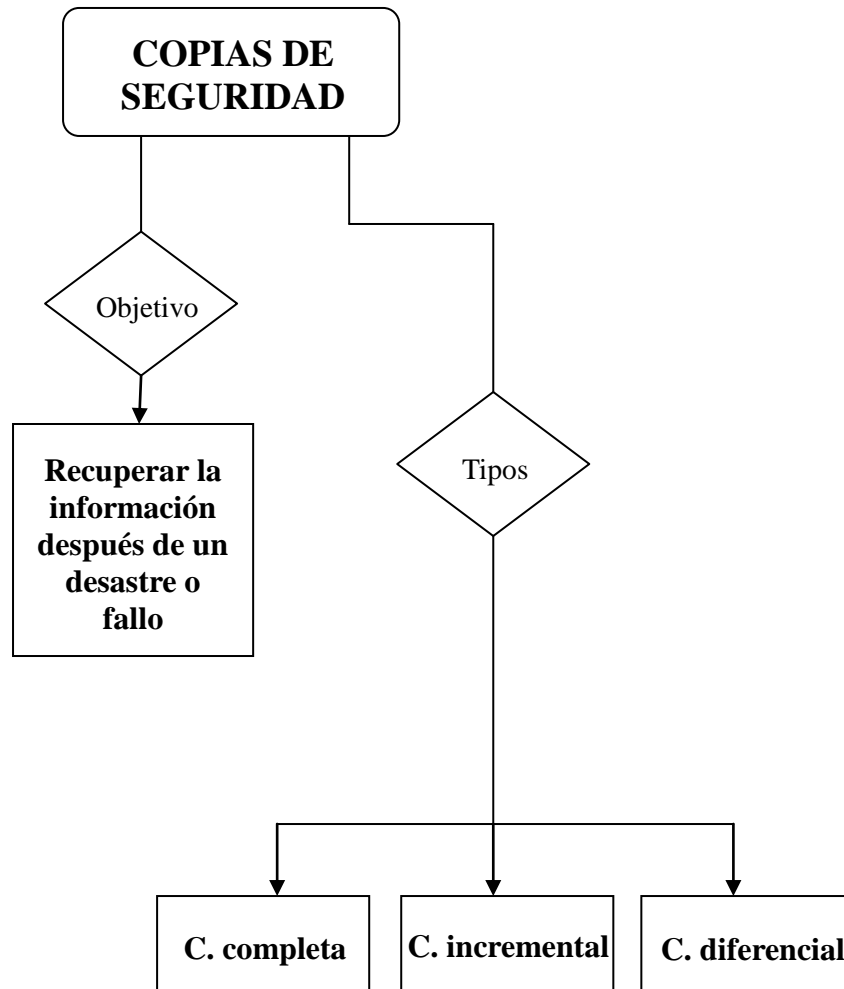 COPIAS DE
SEGURIDAD
Objetivo
Recuperar la
información
después de un
desastre o
fallo
Tipos
C. completa
C. incremental
C. diferencial